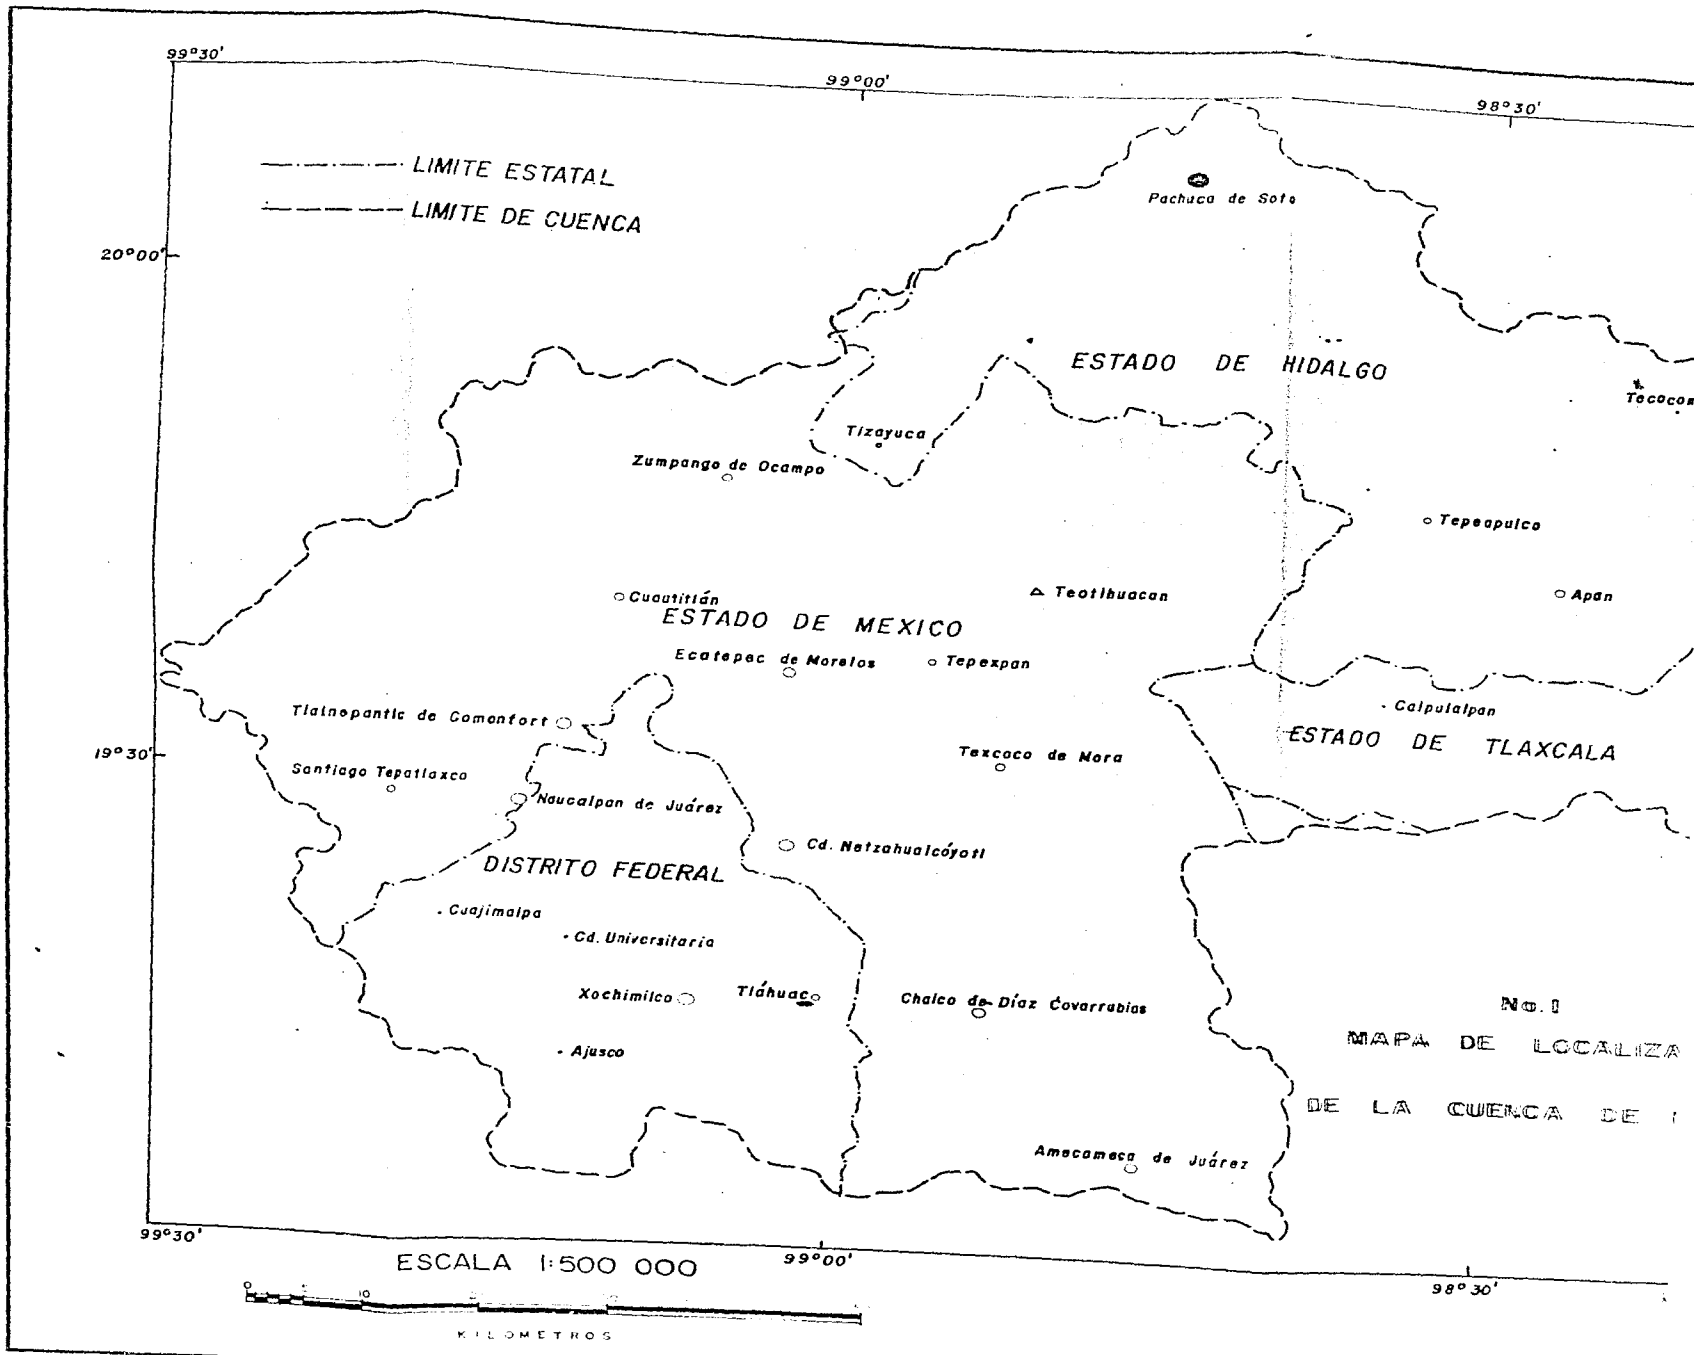 99°30'
99°00'
98°30'
LIMITE ESTATAL
LIMITE DE CUENCA
Pachuca de Soto
20°00'
ESTADO DE HIDALGO
Tizayuca
Zumpango de Ocampo
Tepeapulco
Cuautitlán
Teotihuacan
Apan
ESTADO DE MEXICO
Ecatepec de Morelos
Tepexpan
Calpulalpan
Tlalnepantla de Comonfort
ESTADO DE TLAXCALA
19°30'
Texcoco de Mora
Santiago Tepatlaxco
Naucalpan de Juárez
Cd. Netzahualcóyotl
DISTRITO FEDERAL
Cuajimalpa
Cd. Universitaria
Xochimilco
Tláhuac
Chalco de Díaz Covarrubias
No. 1
MAPA DE LOCALIZA
Ajusco
DE LA CUENCA DE
Amecameca de Juárez
99°30'
99°00'
98°30'
ESCALA 1:500 000
0
10
KILOMETROS